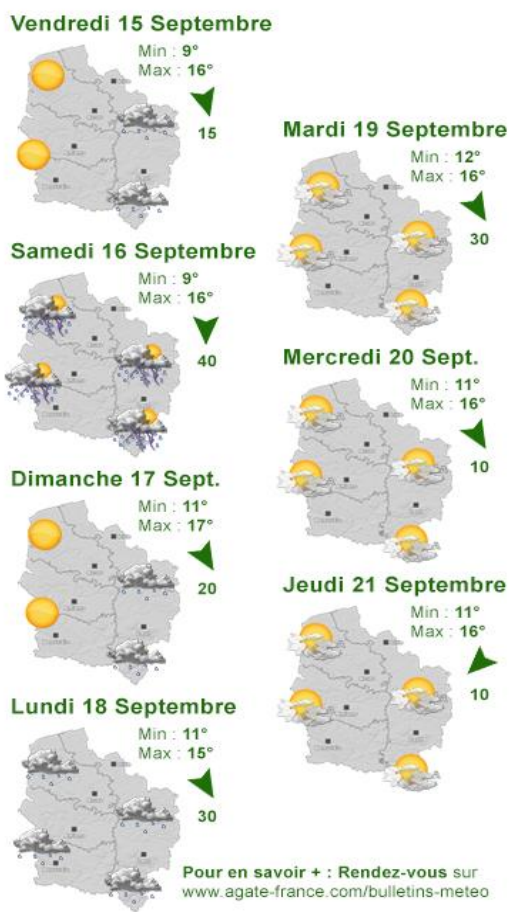 Vendredi 15 Septembre
Min : 9°
Max : 16°
15
Samedi 16 Septembre
Min : 9°
Max : 16°
40
Dimanche 17 Sept.
Min : 11°
Max : 17°
20
Lundi 18 Septembre
Min : 11°
Max : 15°
30
Mardi 19 Septembre
Min : 12°
Max : 16°
30
Mercredi 20 Sept.
Min : 11°
Max : 16°
10
Jeudi 21 Septembre
Min : 11°
Max : 16°
10
Pour en savoir + : Rendez-vous sur
www.agate-france.com/bulletins-meteo